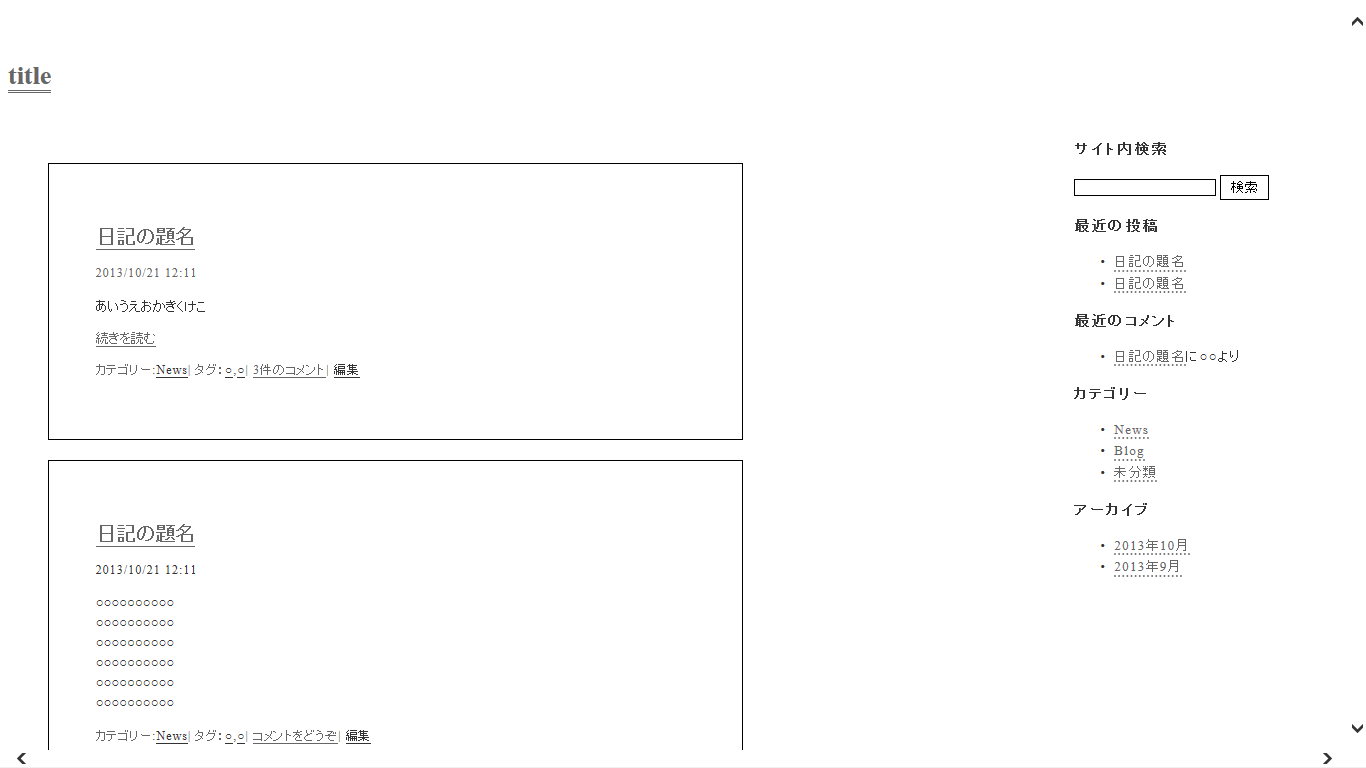 title
日記の題名
2013/10/21 12:11
あいうえおかきくけこ
続きを読む
カテゴリー:News| タグ: ○,○| 3件のコメント| 編集
日記の題名
2013/10/21 12:11
○○○○○○○○○○
○○○○○○○○○○
○○○○○○○○○○
○○○○○○○○○○
○○○○○○○○○○
○○○○○○○○○○
カテゴリー:News| タグ: ○,○| コメントをどうぞ| 編集
サイト内検索
検索
最近の投稿
• 日記の題名
• 日記の題名
最近のコメント
• 日記の題名に○○より
カテゴリー
• News
• Blog
• 未分類
アーカイブ
• 2013年10月
• 2013年9月